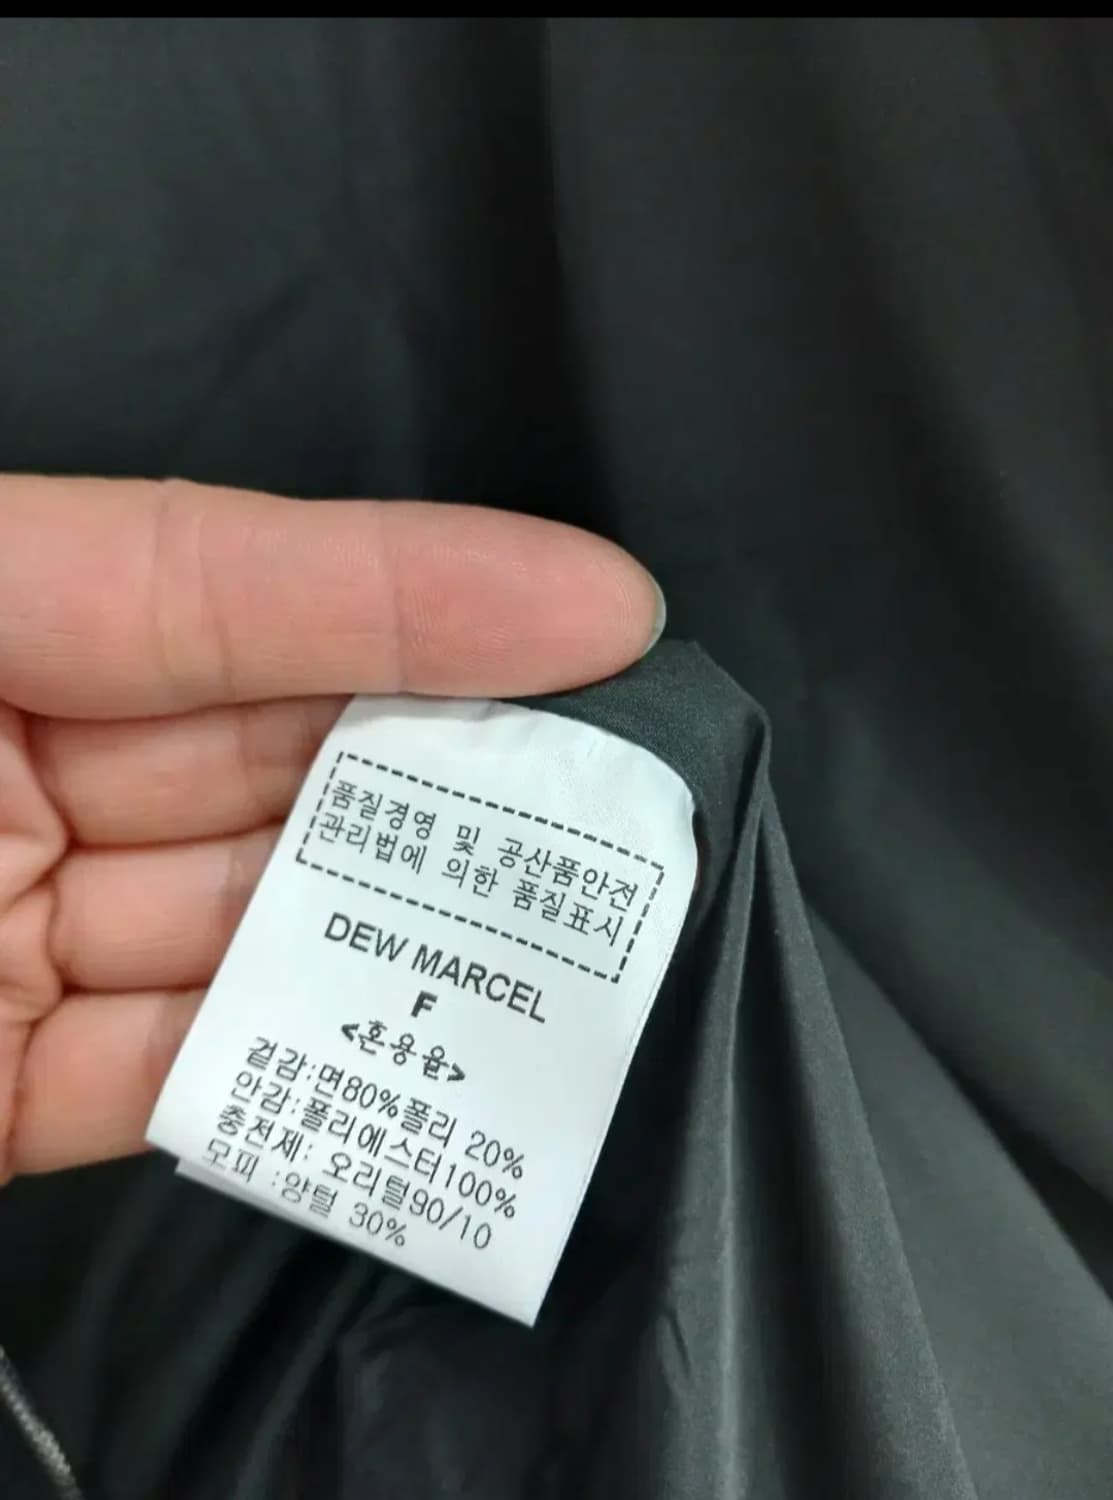 품질경영 및 공산품안전
관리법에 의한 품질표시
DEW MARCEL
F
<혼용율>
겉감:면80%폴리 20%
안감:폴리에스터100%
충전제: 오리털90/10
모피 :양털 30%